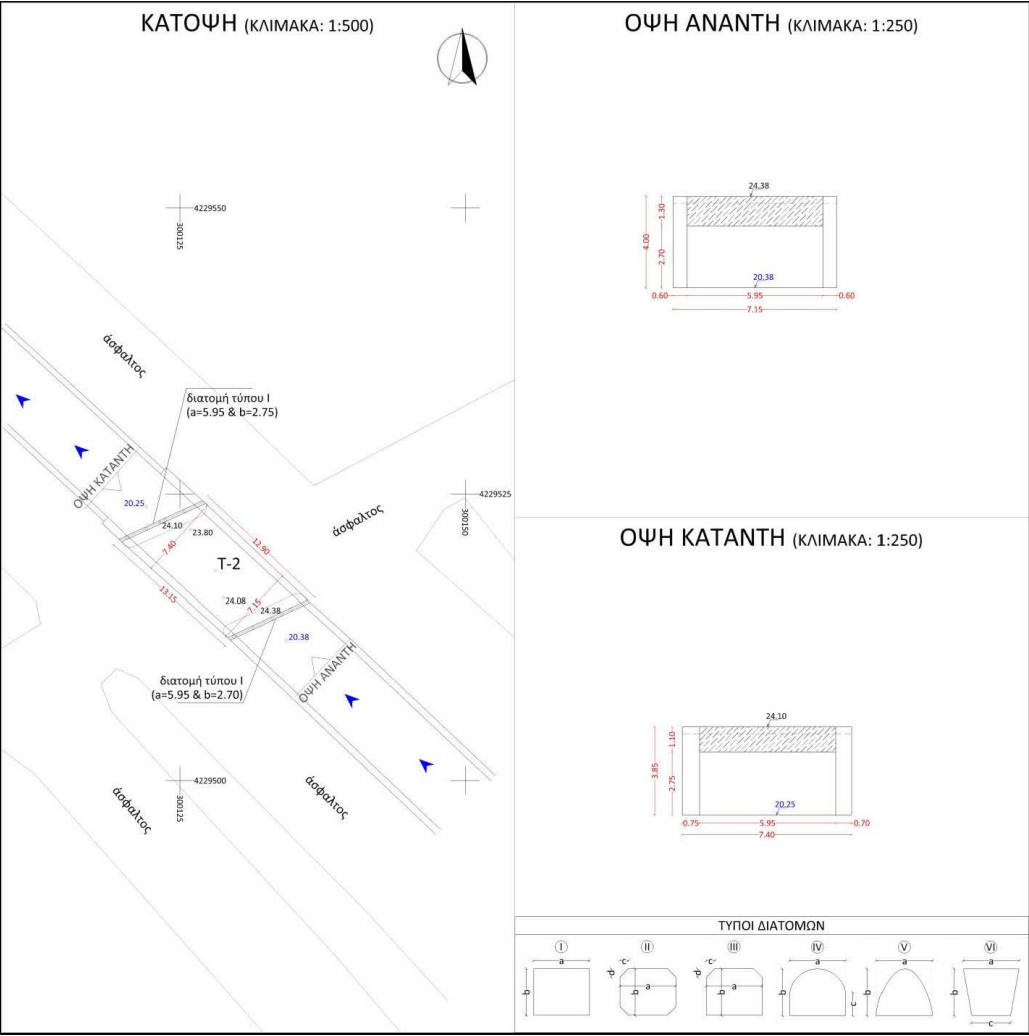 ΚΑΤΟΨΗ (ΚΛΙΜΑΚΑ: 1:500)
4229550
300125
άσφαλτος
διατομή τύπου Ι
(a=5.95 & b=2.75)
ΟΨΗ ΚΑΤΑΝΤΗ
20.25
24.10
23.80
7.40
12.90
4229525
300150
άσφαλτος
Τ-2
13.15
24.08
7.15
24.38
20.38
ΟΨΗ ΑΝΑΝΤΗ
διατομή τύπου Ι
(a=5.95 & b=2.70)
4229500
300125
άσφαλτος
άσφαλτος
ΟΨΗ ΑΝΑΝΤΗ (ΚΛΙΜΑΚΑ: 1:250)
24.38
1.30
4.00
2.70
20.38
0.60 5.95 0.60
7.15
ΟΨΗ ΚΑΤΑΝΤΗ (ΚΛΙΜΑΚΑ: 1:250)
24.10
1.10
3.85
2.75
20.25
0.75 5.95 0.70
7.40
ΤΥΠΟΙ ΔΙΑΤΟΜΩΝ
I II III IV V VI
a b
c d b a
c d b a
a b c
a b
a b c